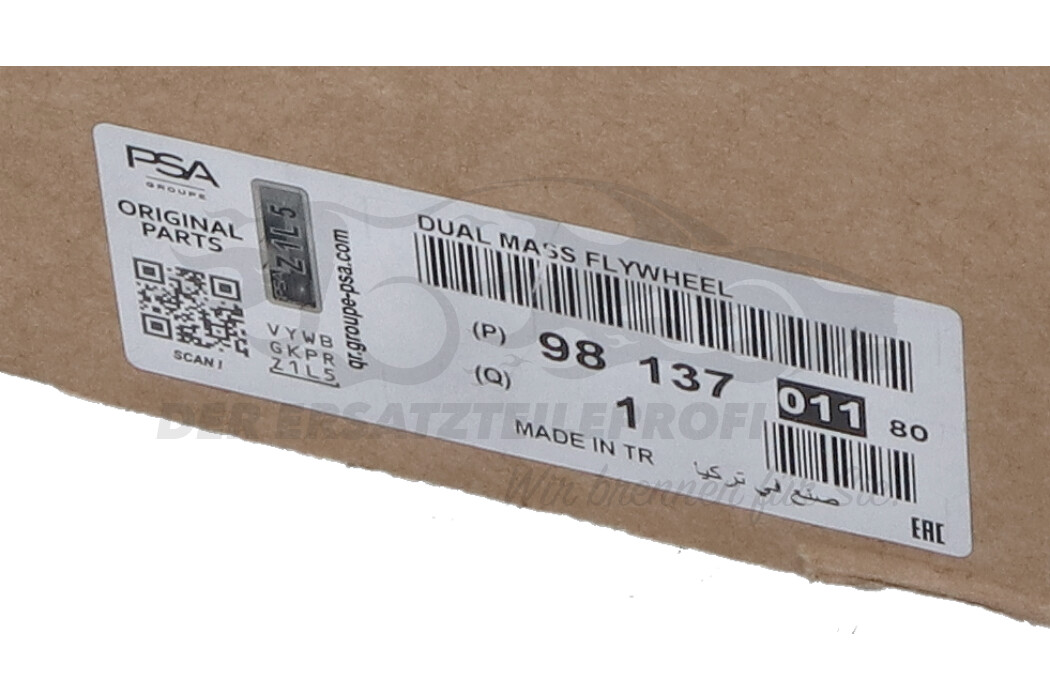 PSA
GROUPE
ORIGINAL
PARTS
SCAN !
Z1L5
VYWB
GKPR
Z1L5
qr.groupe-psa.com
DUAL MASS FLYWHEEL
(P) 98 137 011 80
(Q) 1
MADE IN TR
صنع في تركيا
EAC
DER ERSATZTEILEPROFI
Wir brennen für Sie.